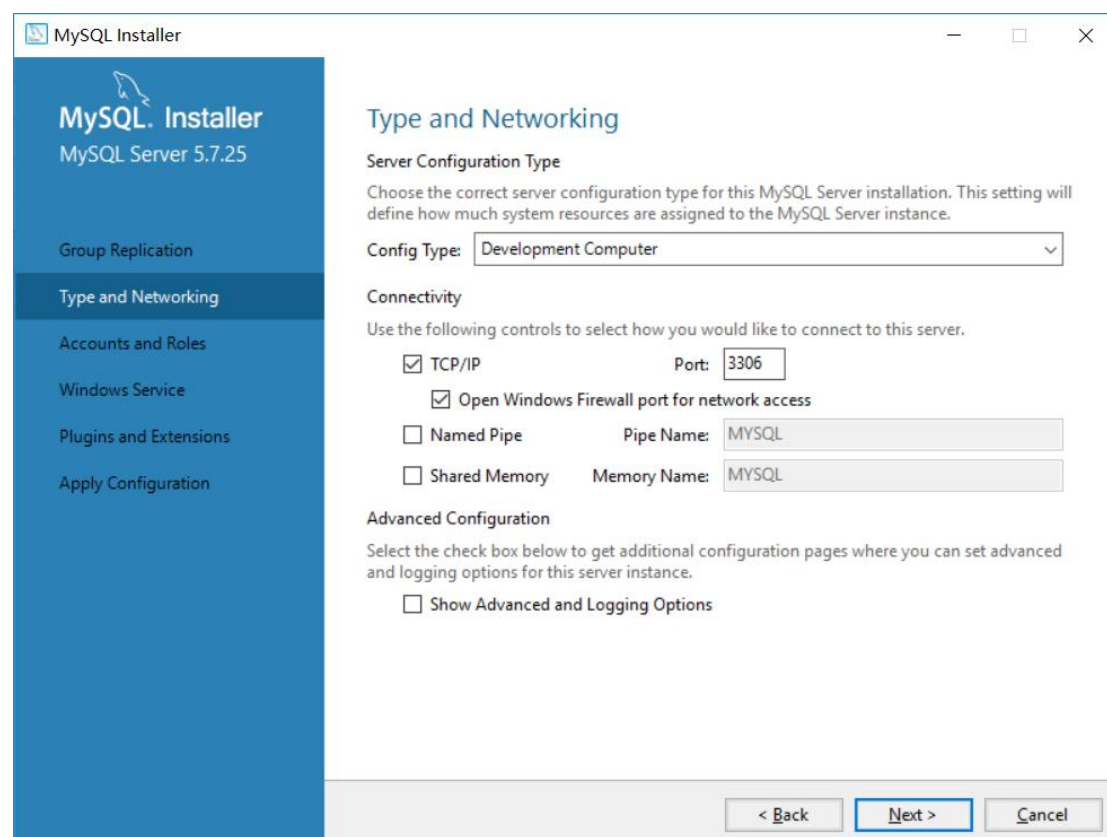 MySQL Installer
MySQL. Installer
MySQL Server 5.7.25
Group Replication
Type and Networking
Accounts and Roles
Windows Service
Plugins and Extensions
Apply Configuration
Type and Networking
Server Configuration Type
Choose the correct server configuration type for this MySQL Server installation. This setting will
define how much system resources are assigned to the MySQL Server instance.
Config Type: Development Computer
Connectivity
Use the following controls to select how you would like to connect to this server.
TCP/IP Port: 3306
Open Windows Firewall port for network access
Named Pipe Pipe Name: MYSQL
Shared Memory Memory Name: MYSQL
Advanced Configuration
Select the check box below to get additional configuration pages where you can set advanced
and logging options for this server instance.
Show Advanced and Logging Options
< Back Next > Cancel